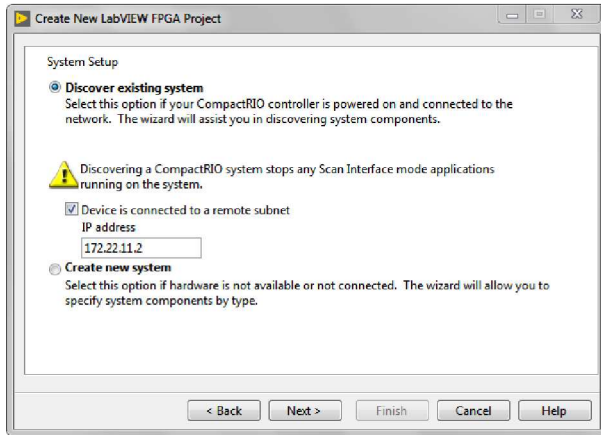 Create New LabVIEW FPGA Project
System Setup
Discover existing system
Select this option if your CompactRIO controller is powered on and connected to the
network. The wizard will assist you in discovering system components.
Discovering a CompactRIO system stops any Scan Interface mode applications
running on the system.
Device is connected to a remote subnet
IP address
172.22.11.2
Create new system
Select this option if hardware is not available or not connected. The wizard will allow you to
specify system components by type.
< Back Next > Finish Cancel Help